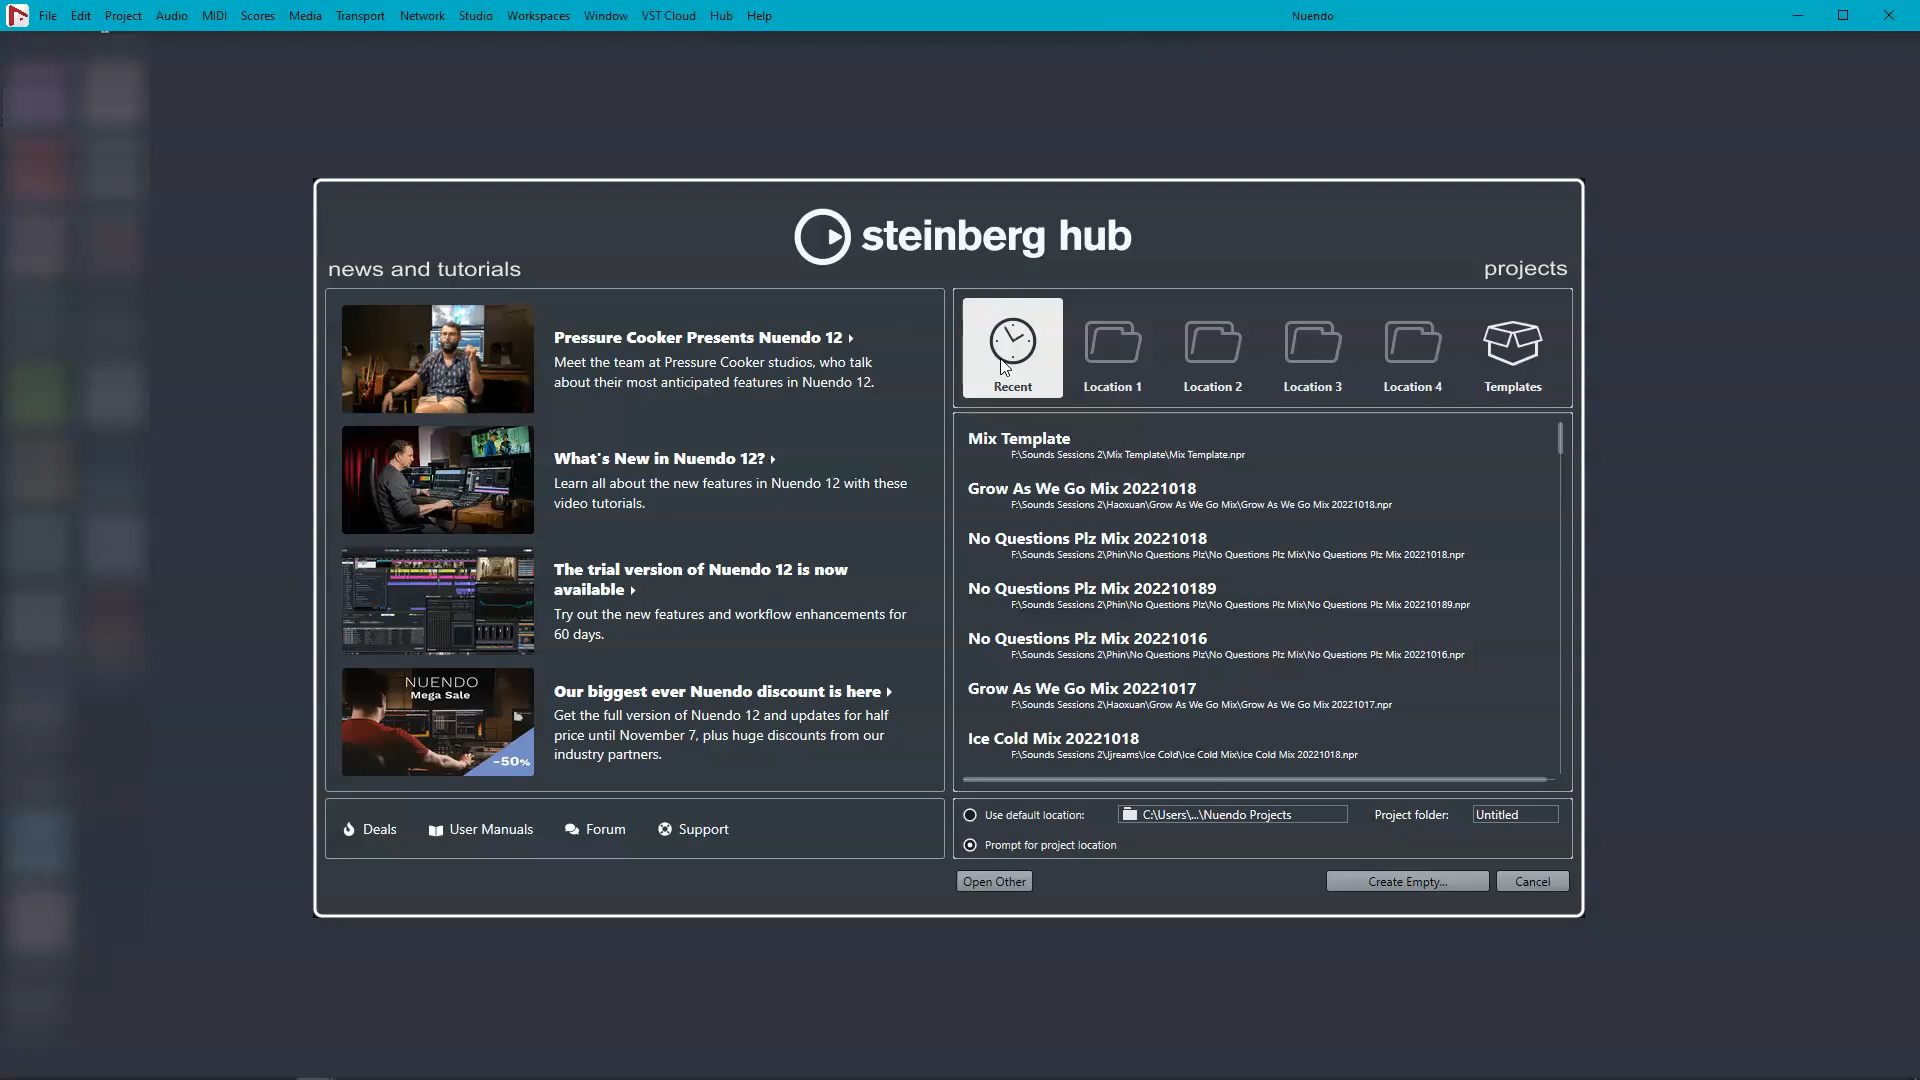 File Edit Project Audio MIDI Scores Media Transport Network Studio Workspaces Window VST Cloud Hub Help Nuendo
steinberg hub
news and tutorials
projects
Pressure Cooker Presents Nuendo 12
Meet the team at Pressure Cooker studios, who talk
about their most anticipated features in Nuendo 12.
What's New in Nuendo 12?
Learn all about the new features in Nuendo 12 with these
video tutorials.
The trial version of Nuendo 12 is now
available
Try out the new features and workflow enhancements for
60 days.
NUENDO
Mega Sale
-50%
Our biggest ever Nuendo discount is here
Get the full version of Nuendo 12 and updates for half
price until November 7, plus huge discounts from our
industry partners.
Deals User Manuals Forum Support
Recent Location 1 Location 2 Location 3 Location 4 Templates
Mix Template
F:\Sounds Sessions 2\Mix Template\Mix Template.npr
Grow As We Go Mix 20221018
F:\Sounds Sessions 2\Haoxuan\Grow As We Go Mix\Grow As We Go Mix 20221018.npr
No Questions Plz Mix 20221018
F:\Sounds Sessions 2\Phin\No Questions Plz\No Questions Plz Mix\No Questions Plz Mix 20221018.npr
No Questions Plz Mix 202210189
F:\Sounds Sessions 2\Phin\No Questions Plz\No Questions Plz Mix\No Questions Plz Mix 202210189.npr
No Questions Plz Mix 20221016
F:\Sounds Sessions 2\Phin\No Questions Plz\No Questions Plz Mix\No Questions Plz Mix 20221016.npr
Grow As We Go Mix 20221017
F:\Sounds Sessions 2\Haoxuan\Grow As We Go Mix\Grow As We Go Mix 20221017.npr
Ice Cold Mix 20221018
F:\Sounds Sessions 2\Ijreams\Ice Cold\Ice Cold Mix\Ice Cold Mix 20221018.npr
Use default location: C:\Users\...\Nuendo Projects Project folder: Untitled
Prompt for project location
Open Other Create Empty... Cancel